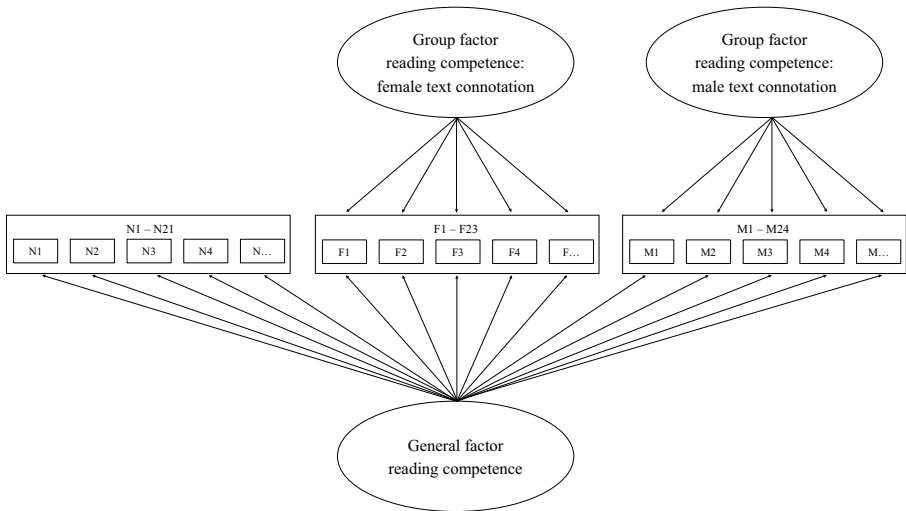 Group factor
reading competence:
female text connotation
Group factor
reading competence:
male text connotation
N1 – N21
N1 N2 N3 N4 N…
F1 – F23
F1 F2 F3 F4 F…
M1 – M24
M1 M2 M3 M4 M…
General factor
reading competence